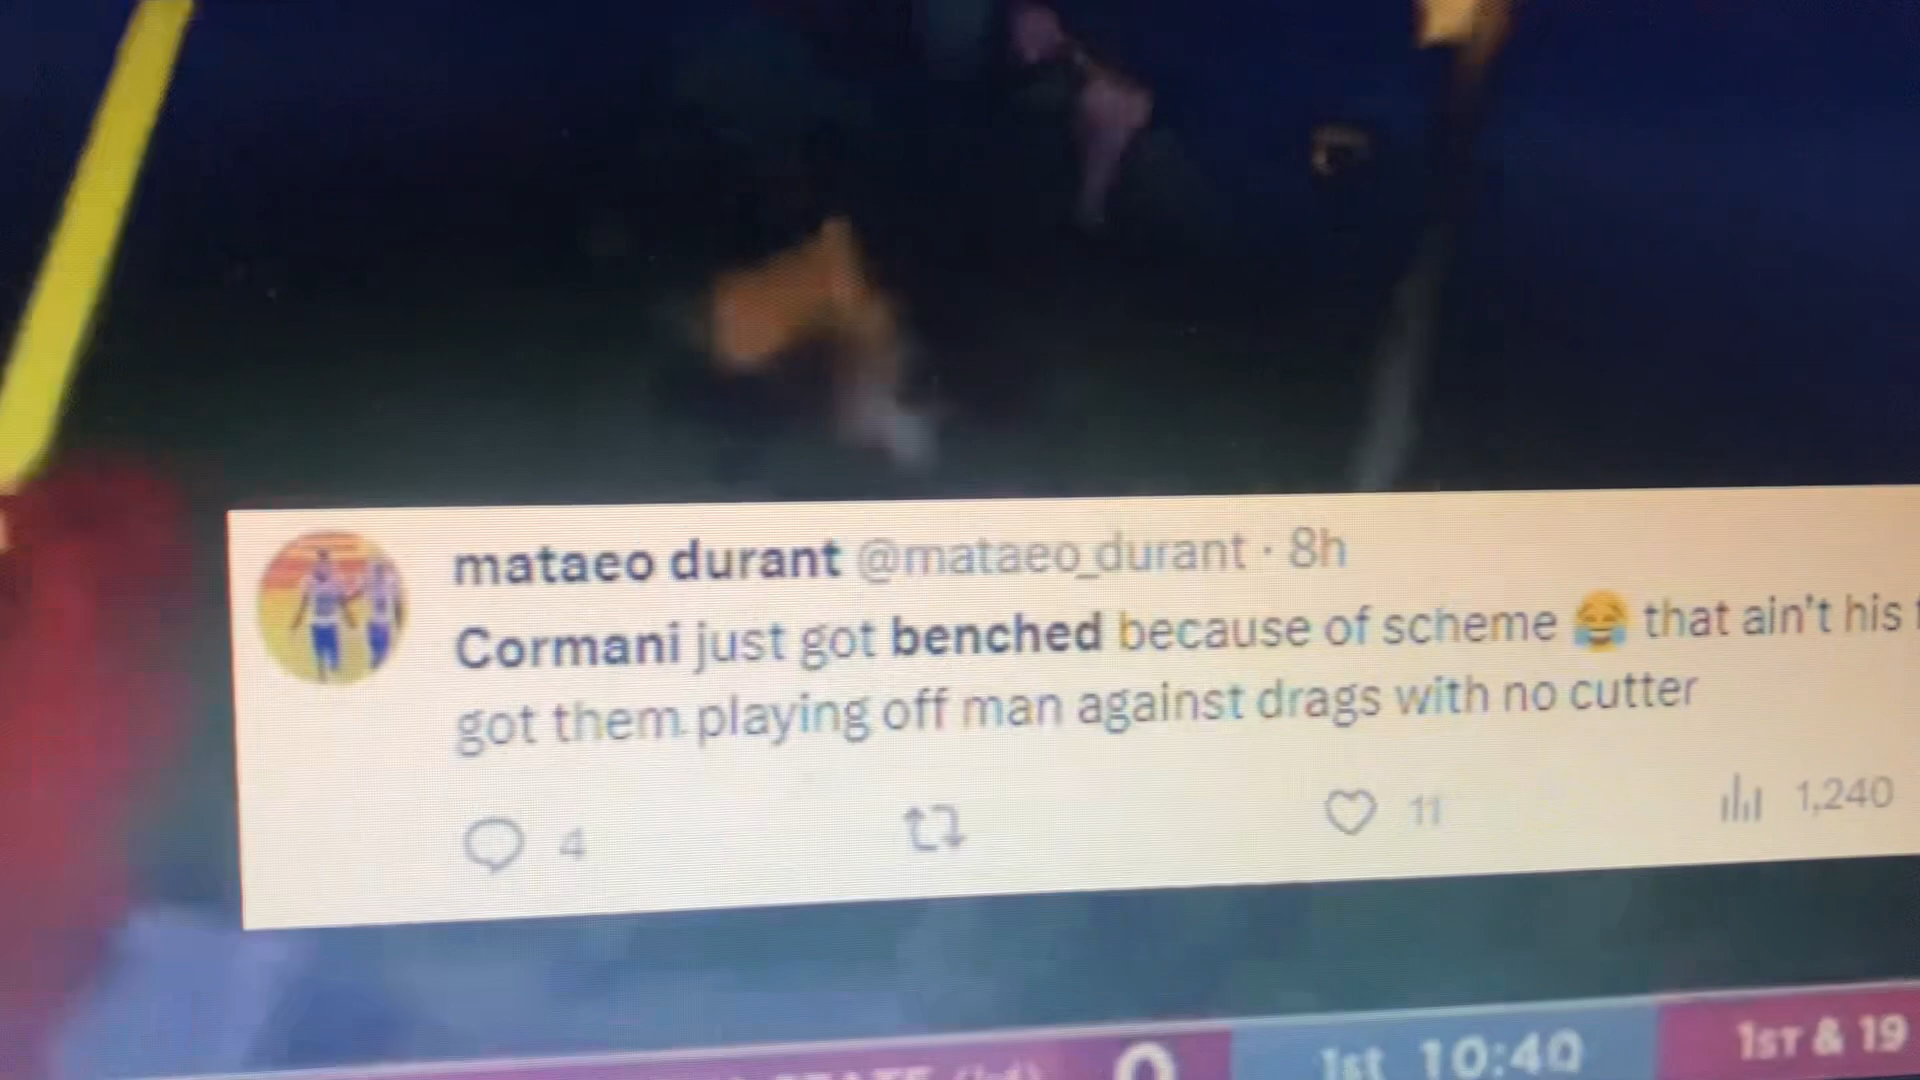 mataeo durant @mataeo_durant · 8h
Cormani just got benched because of scheme 😂 that ain't his
got them playing off man against drags with no cutter
4
11
1,240
STATE
0
1st 10:40
1ST & 19